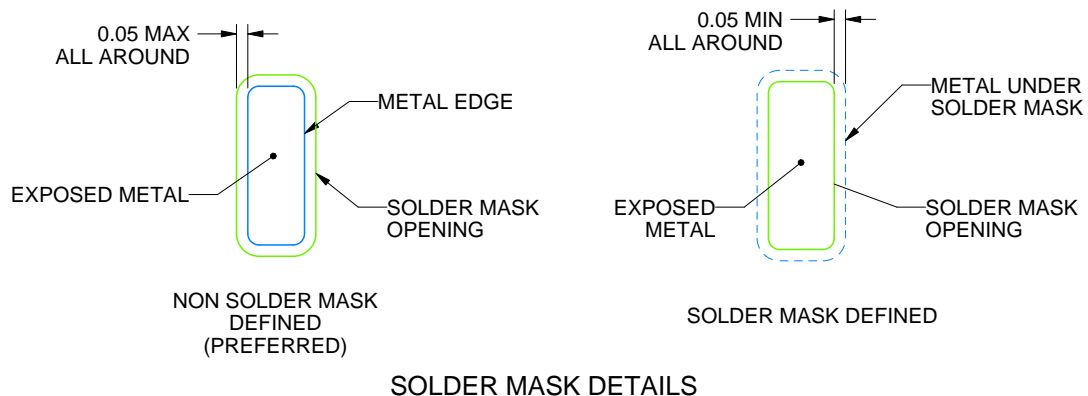 0.05 MAX
ALL AROUND
METAL EDGE
EXPOSED METAL
SOLDER MASK
OPENING
NON SOLDER MASK
DEFINED
(PREFERRED)
0.05 MIN
ALL AROUND
METAL UNDER
SOLDER MASK
EXPOSED
METAL
SOLDER MASK
OPENING
SOLDER MASK DEFINED
SOLDER MASK DETAILS